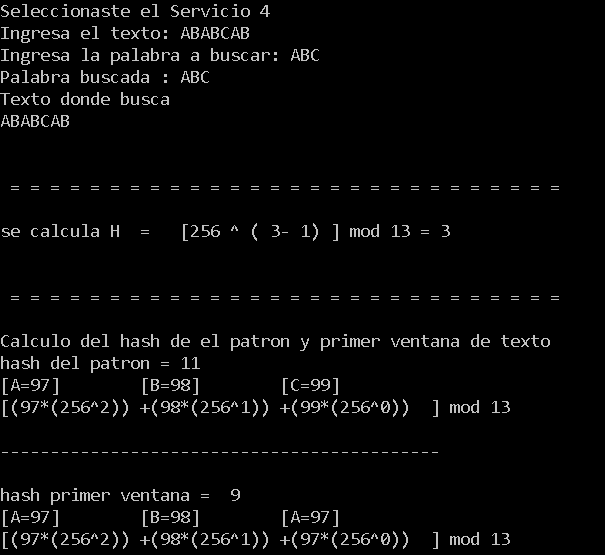 Seleccionaste el Servicio 4
Ingresa el texto: ABABCAB
Ingresa la palabra a buscar: ABC
Palabra buscada : ABC
Texto donde busca
ABABCAB
= = = = = = = = = = = = = = = = = = = = = = = = = = = =
se calcula H  =   [256 ^ ( 3- 1) ] mod 13 = 3
= = = = = = = = = = = = = = = = = = = = = = = = = = = =
Calculo del hash de el patron y primer ventana de texto
hash del patron = 11
[A=97]        [B=98]        [C=99]
[(97*(256^2)) +(98*(256^1)) +(99*(256^0))  ] mod 13
--------------------------------------------
hash primer ventana =  9
[A=97]        [B=98]        [A=97]
[(97*(256^2)) +(98*(256^1)) +(97*(256^0))  ] mod 13